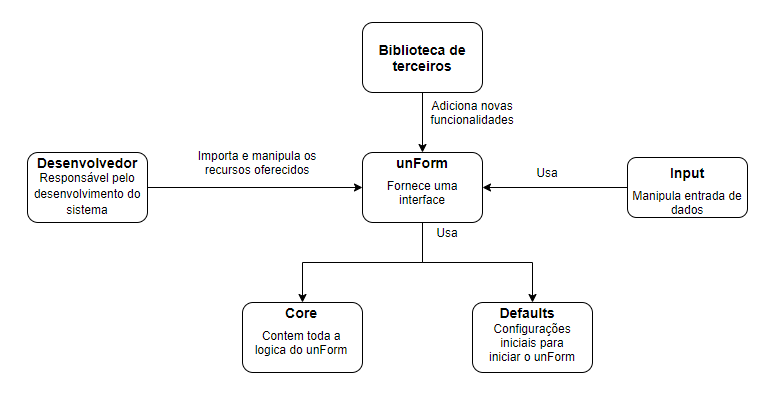 Biblioteca de
terceiros
Adiciona novas
funcionalidades
Desenvolvedor
Responsável pelo
desenvolvimento do
sistema
Importa e manipula os
recursos oferecidos
unForm
Fornece uma
interface
Usa
Input
Manipula entrada de
dados
Usa
Core
Contem toda a
logica do unForm
Defaults
Configurações
iniciais para
iniciar o unForm